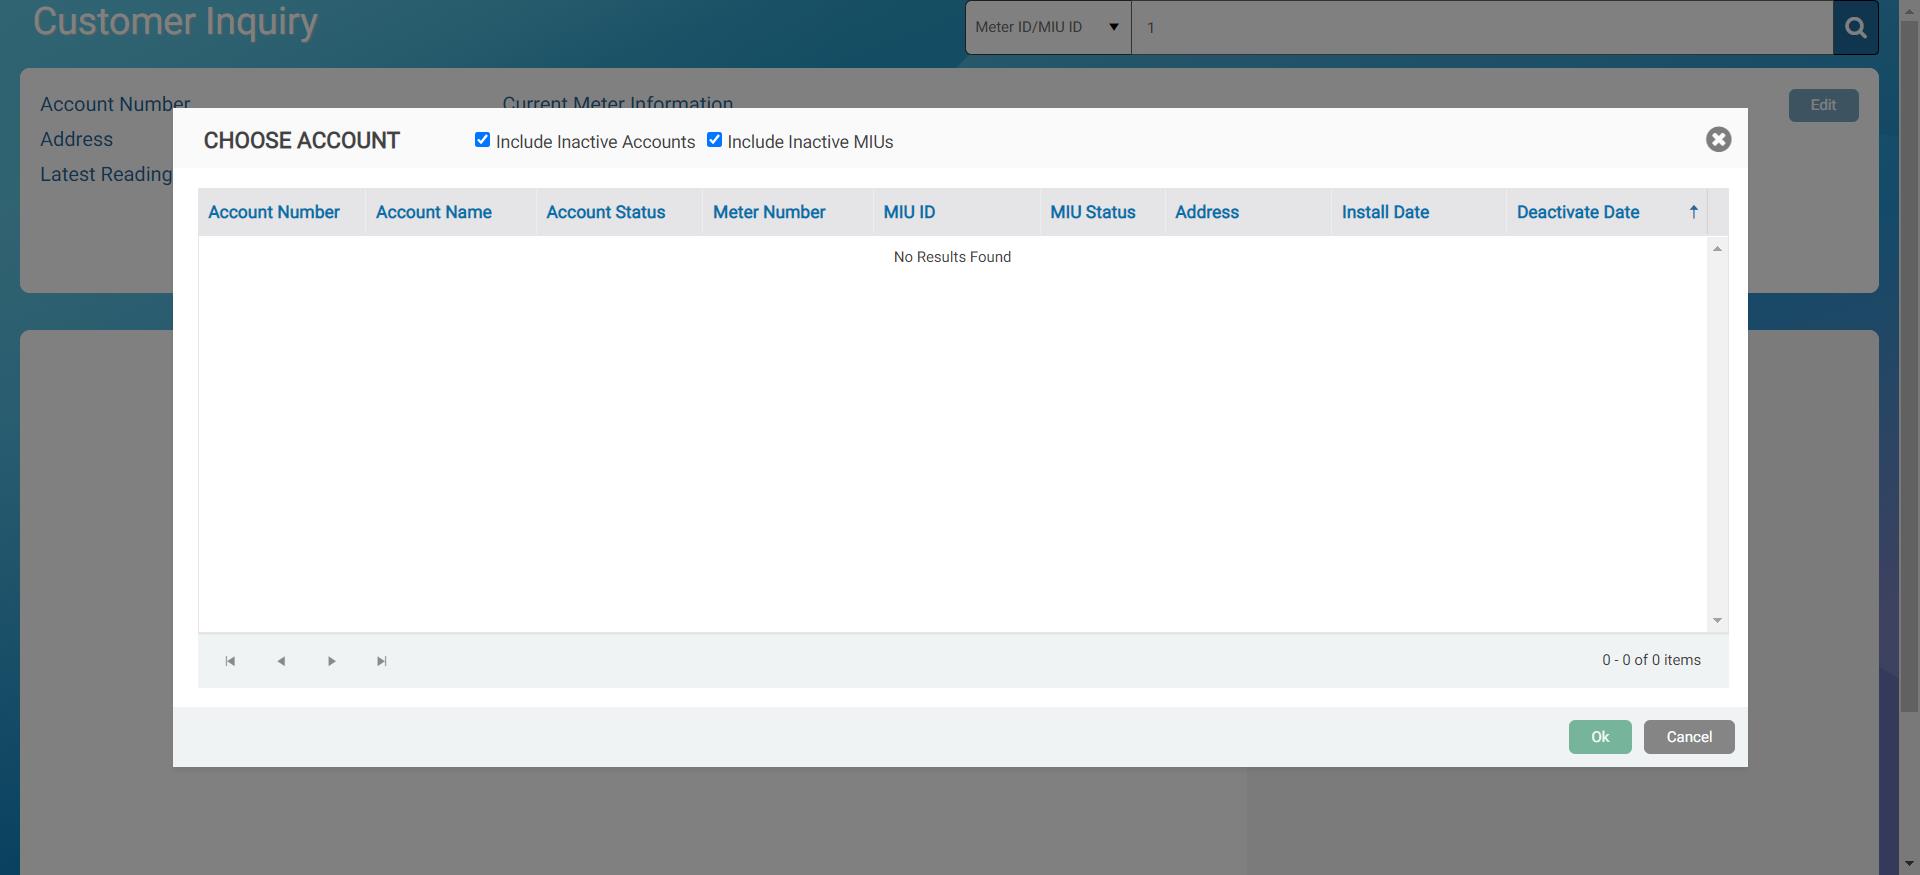 Customer Inquiry
Meter ID/MIU ID
1
Account Number
Current Meter Information
Edit
Address
Latest Reading
CHOOSE ACCOUNT
Include Inactive Accounts
Include Inactive MIUs
Account Number Account Name Account Status Meter Number MIU ID MIU Status Address Install Date Deactivate Date
No Results Found
0 - 0 of 0 items
Ok
Cancel